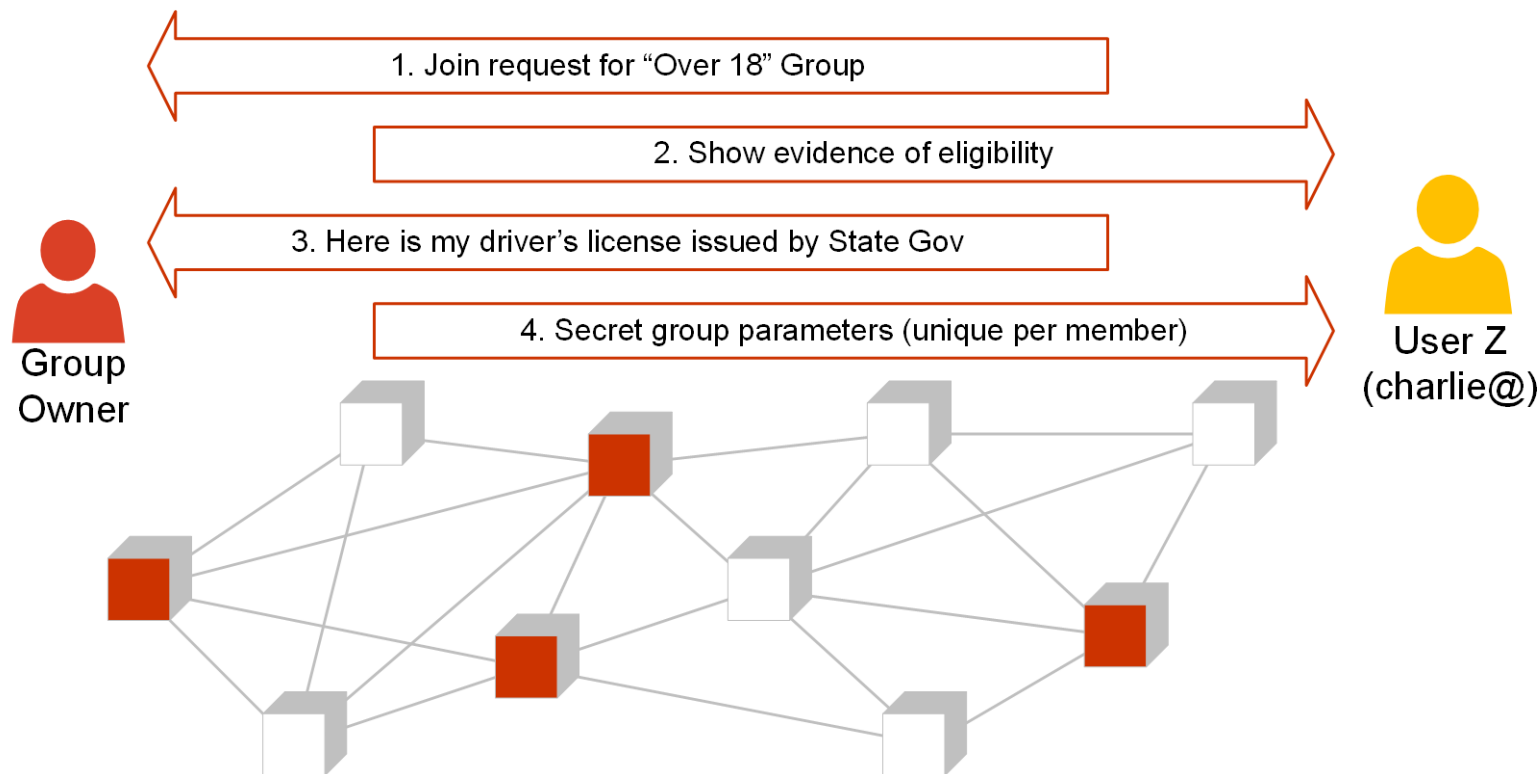 1. Join request for “Over 18” Group
2. Show evidence of eligibility
3. Here is my driver’s license issued by State Gov
4. Secret group parameters (unique per member)
Group
Owner
User Z
(charlie@)